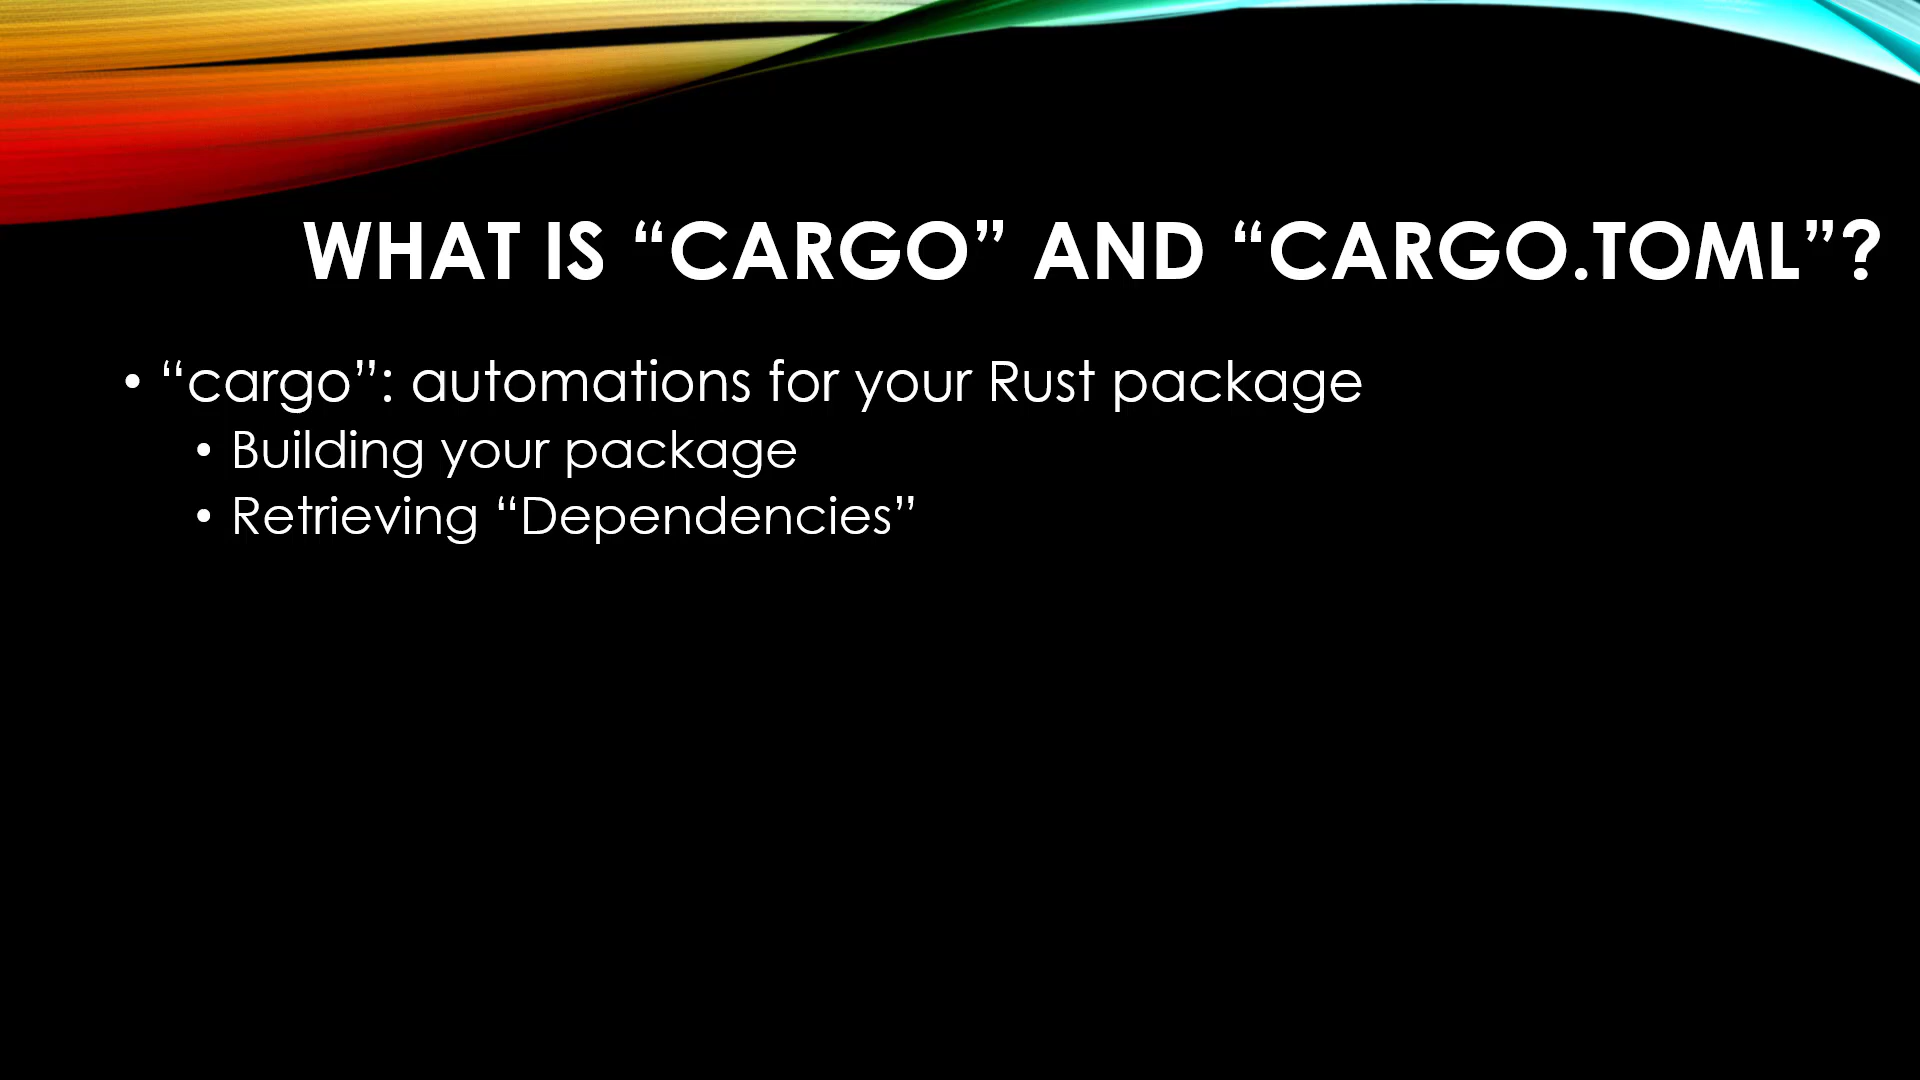 WHAT IS “CARGO” AND “CARGO.TOML”?
• “cargo”: automations for your Rust package
• Building your package
• Retrieving “Dependencies”